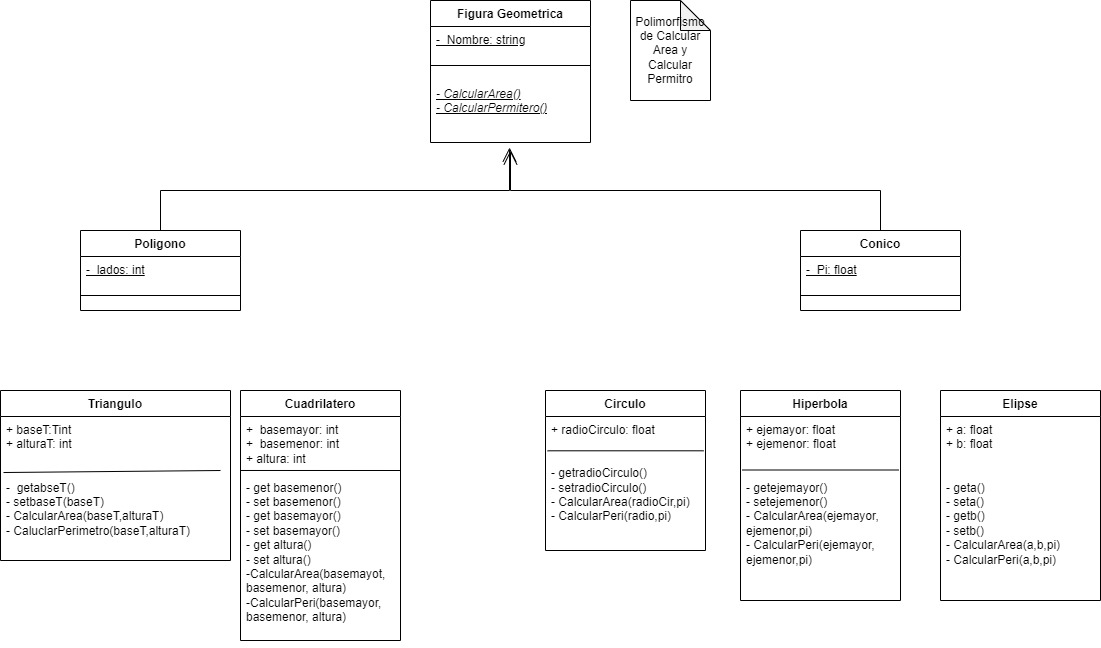 Figura Geometrica
- Nombre: string
- CalcularArea()
- CalcularPermitero()
Polimorfismo
de Calcular
Area y
Calcular
Permitro
Poligono
- lados: int
Conico
- Pi: float
Triangulo
+ baseT:Tint
+ alturaT: int
- getabseT()
- setbaseT(baseT)
- CalcularArea(baseT,alturaT)
- CaluclarPerimetro(baseT,alturaT)
Cuadrilatero
+ basemayor: int
+ basemenor: int
+ altura: int
- get basemenor()
- set basemenor()
- get basemayor()
- set basemayor()
- get altura()
- set altura()
-CalcularArea(basemayot,
basemenor, altura)
-CalcularPeri(basemayor,
basemenor, altura)
Circulo
+ radioCirculo: float
- getradioCirculo()
- setradioCirculo()
- CalcularArea(radioCir,pi)
- CalcularPeri(radio,pi)
Hiperbola
+ ejemayor: float
+ ejemenor: float
- getejemayor()
- setejemenor()
- CalcularArea(ejemayor,
ejemenor,pi)
- CalcularPeri(ejemayor,
ejemenor,pi)
Elipse
+ a: float
+ b: float
- geta()
- seta()
- getb()
- setb()
- CalcularArea(a,b,pi)
- CalcularPeri(a,b,pi)